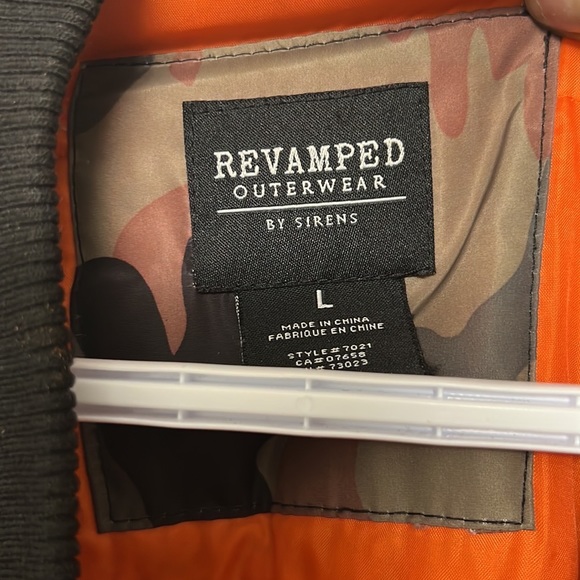 REVAMPED
OUTERWEAR
BY SIRENS
L
MADE IN CHINA
FABRIQUE EN CHINE
STYLE#7021
CA#07658
# 73023